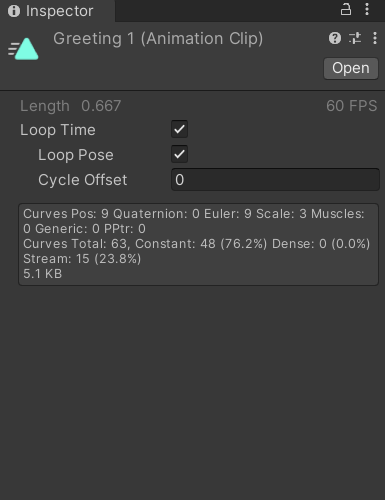 Inspector
Greeting 1 (Animation Clip)
Open
Length 0.667 60 FPS
Loop Time
Loop Pose
Cycle Offset 0
Curves Pos: 9 Quaternion: 0 Euler: 9 Scale: 3 Muscles:
0 Generic: 0 PPtr: 0
Curves Total: 63, Constant: 48 (76.2%) Dense: 0 (0.0%)
Stream: 15 (23.8%)
5.1 KB